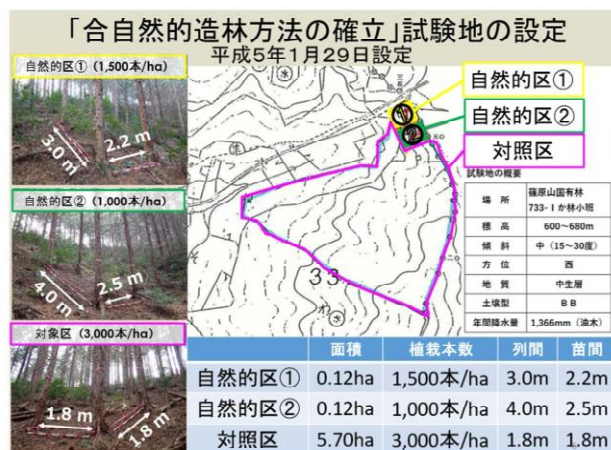 「合自然的造林方法の確立」試験地の設定
平成5年1月29日設定
自然的区①（1,500本/ha）
3.0 m
2.2 m
自然的区②（1,000本/ha）
4.0 m
2.5 m
対象区（3,000本/ha）
1.8 m
1.8 m
自然的区①
自然的区②
対照区
①
②
33
試験地の概要
場 所 篠原山国有林
733-1か林小班
標 高 600～680m
傾 斜 中（15～30度）
方 位 西
地 質 中生層
土壌型 BB
年間降水量 1,366mm（油木）
面積 植栽本数 列間 苗間
自然的区① 0.12ha 1,500本/ha 3.0m 2.2m
自然的区② 0.12ha 1,000本/ha 4.0m 2.5m
対照区 5.70ha 3,000本/ha 1.8m 1.8m